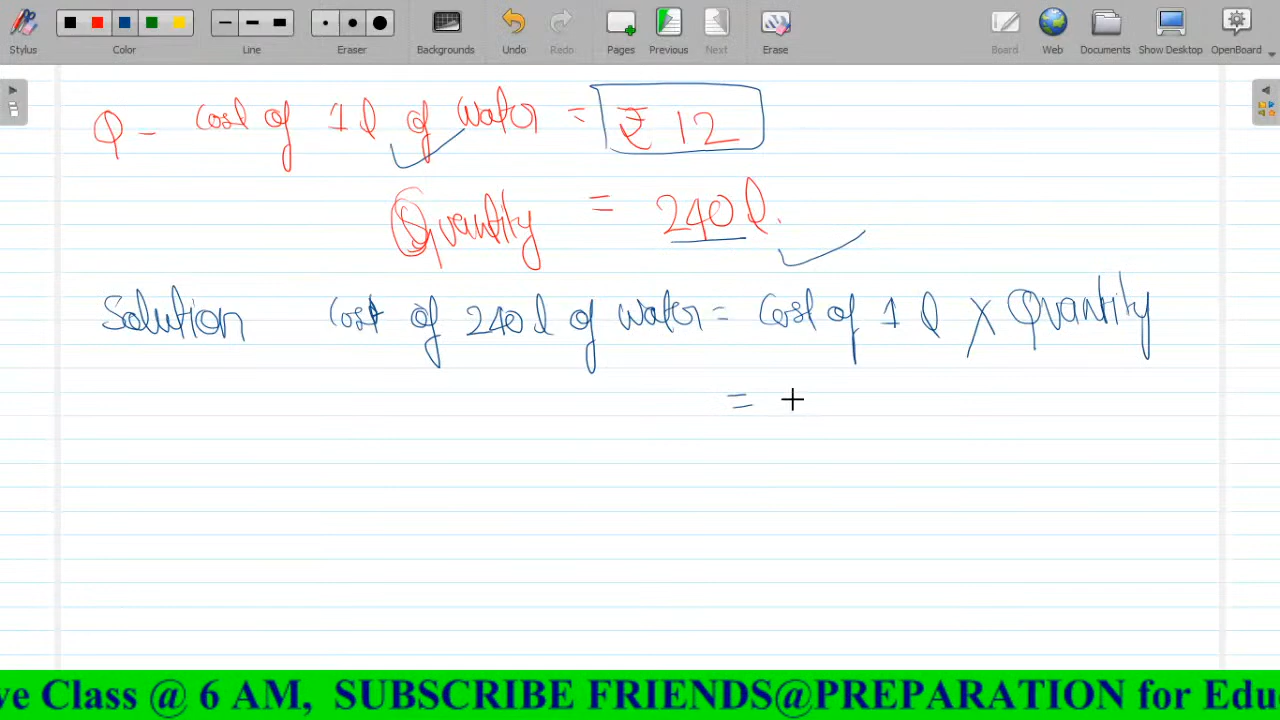 Stylus Color Line Eraser Backgrounds Undo Redo Pages Previous Next Erase Board Web Documents Show Desktop OpenBoard
Q - cost of 1 l of water = ₹ 12
Quantity = 240 l.
Solution cost of 240 l of water = cost of 1 l X Quantity
=
ve Class @ 6 AM, SUBSCRIBE FRIENDS@PREPARATION for Edu